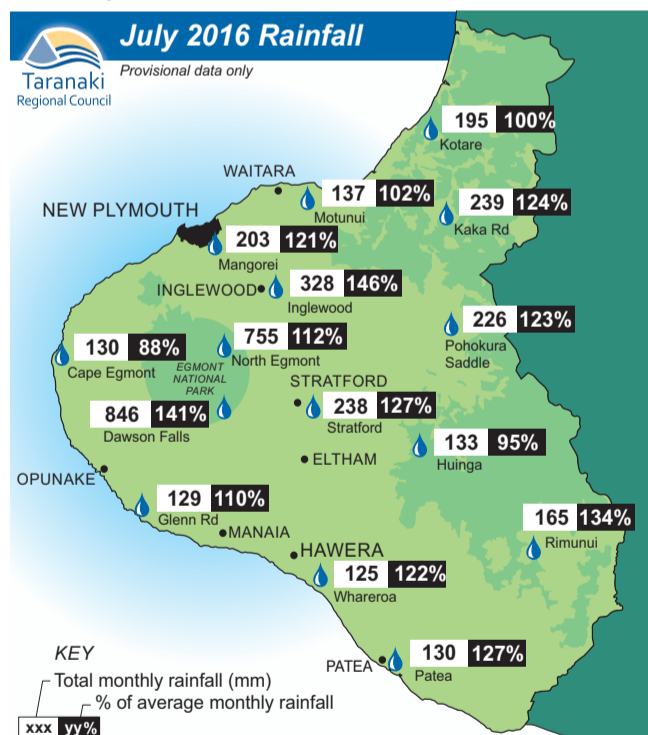 July 2016 Rainfall
Provisional data only
Taranaki
Regional Council
195 100%
Kotare
WAITARA
137 102%
Motunui
239 124%
Kaka Rd
NEW PLYMOUTH
203 121%
Mangorei
INGLEWOOD
328 146%
Inglewood
226 123%
Pohokura
Saddle
130 88%
Cape Egmont
755 112%
North Egmont
EGMONT
NATIONAL
PARK
STRATFORD
238 127%
Stratford
846 141%
Dawson Falls
133 95%
Huinga
ELTHAM
OPUNAKE
129 110%
Glenn Rd
MANAIA
165 134%
Rimunui
HAWERA
125 122%
Whareroa
PATEA
130 127%
Patea
KEY
Total monthly rainfall (mm)
% of average monthly rainfall
xxx yy%